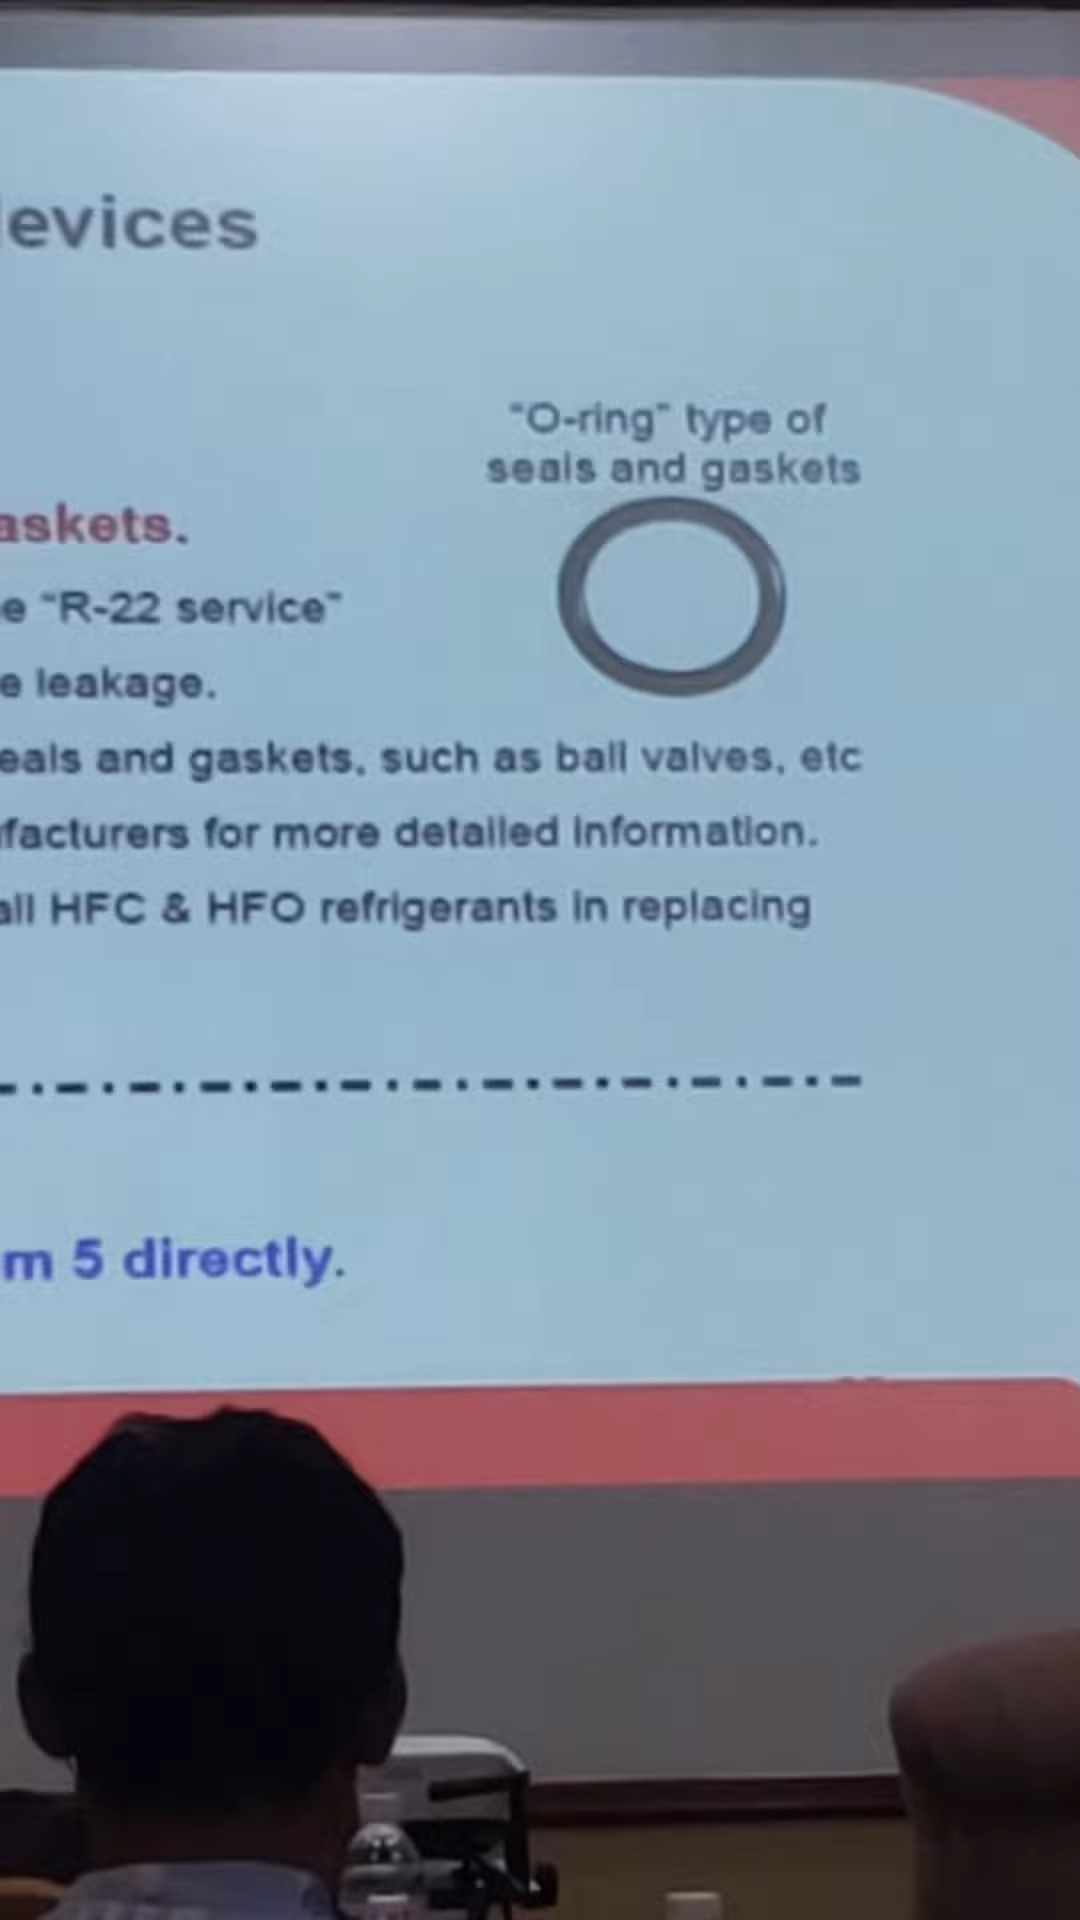 devices
"O-ring" type of
seals and gaskets
askets.
e "R-22 service"
e leakage.
eals and gaskets, such as ball valves, etc
facturers for more detailed information.
all HFC & HFO refrigerants in replacing
m 5 directly.